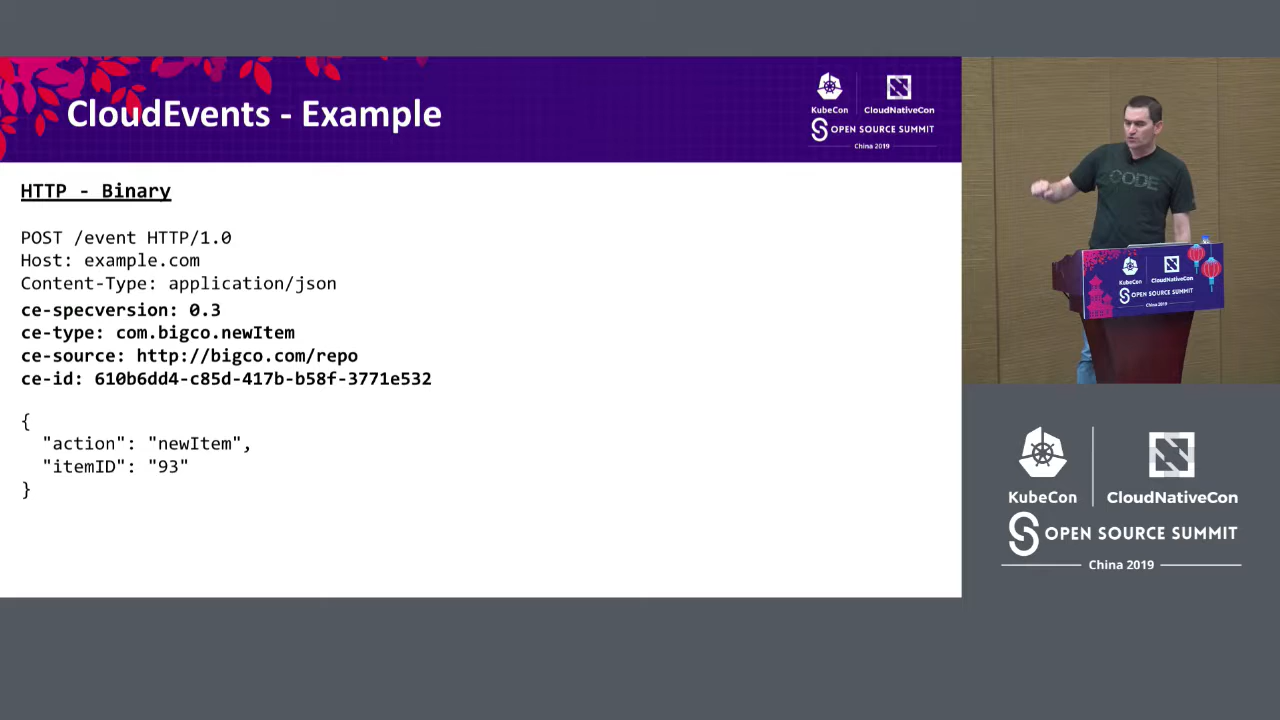 CloudEvents - Example
KubeCon
CloudNativeCon
OPEN SOURCE SUMMIT
China 2019
HTTP - Binary
POST /event HTTP/1.0
Host: example.com
Content-Type: application/json
ce-specversion: 0.3
ce-type: com.bigco.newItem
ce-source: http://bigco.com/repo
ce-id: 610b6dd4-c85d-417b-b58f-3771e532
{
"action": "newItem",
"itemID": "93"
}
CODE
KubeCon
CloudNativeCon
OPEN SOURCE SUMMIT
China 2019
KubeCon
CloudNativeCon
OPEN SOURCE SUMMIT
China 2019